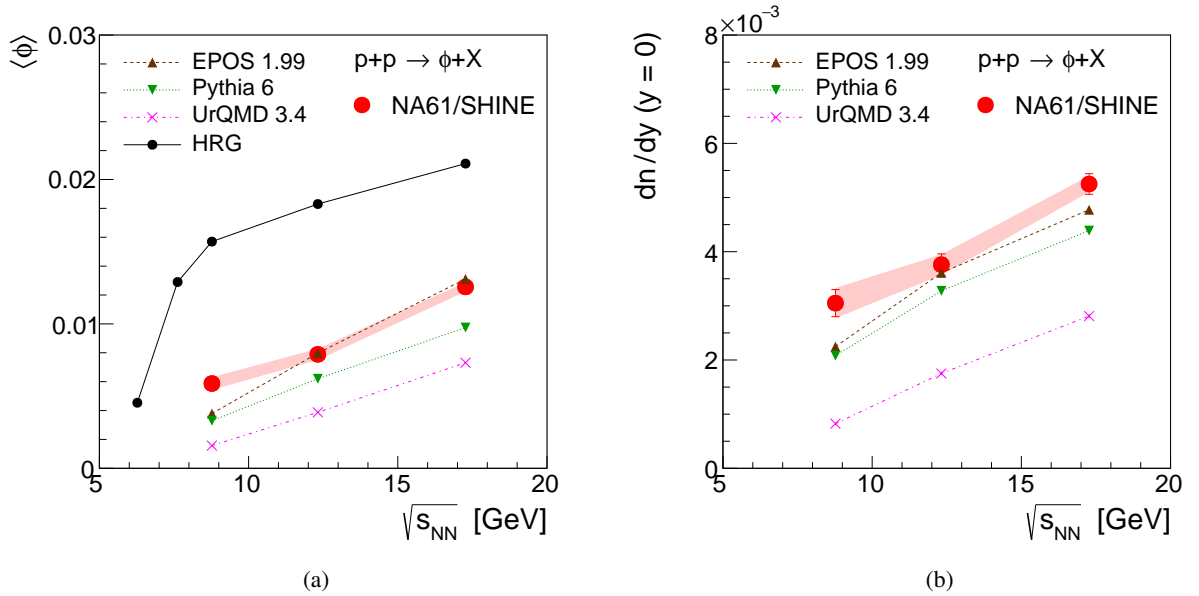 0.03
0.02
0.01
0
⟨ϕ⟩
EPOS 1.99
Pythia 6
UrQMD 3.4
HRG
p+p → ϕ+X
NA61/SHINE
5 10 15 20
√s_NN [GeV]
(a)
×10⁻³
8
6
4
2
0
dn/dy (y = 0)
EPOS 1.99
Pythia 6
UrQMD 3.4
p+p → ϕ+X
NA61/SHINE
5 10 15 20
√s_NN [GeV]
(b)